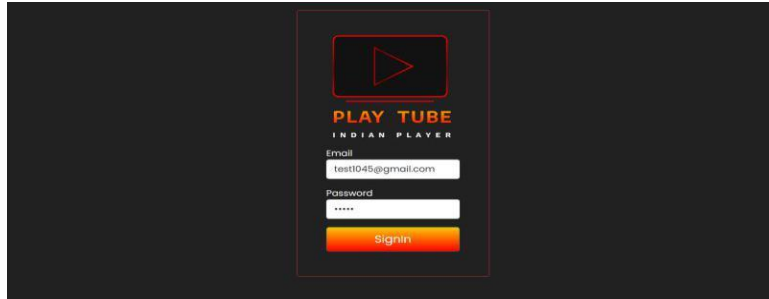 PLAY TUBE
INDIAN PLAYER
Email
test1045@gmail.com
Password
•••••
SignIn